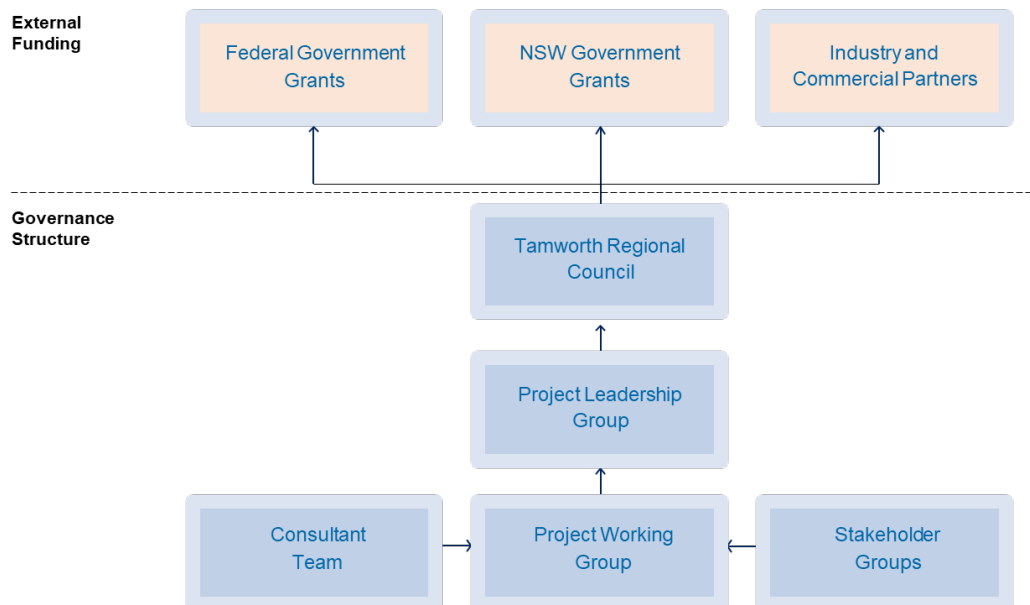 External
Funding
Federal Government
Grants
NSW Government
Grants
Industry and
Commercial Partners
Governance
Structure
Tamworth Regional
Council
Project Leadership
Group
Consultant
Team
Project Working
Group
Stakeholder
Groups